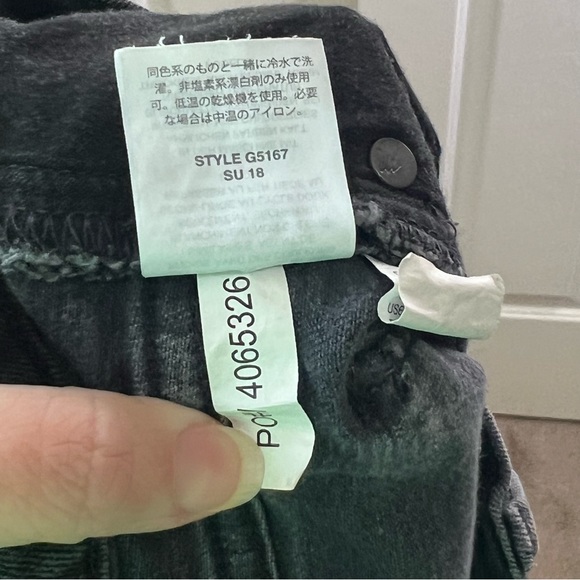 同色系のものと一緒に冷水で洗
濯。非塩素系漂白剤のみ使用
可。低温の乾燥機を使用。必要
な場合は中温のアイロン。
STYLE G5167
SU 18
PO# 4065326
USE